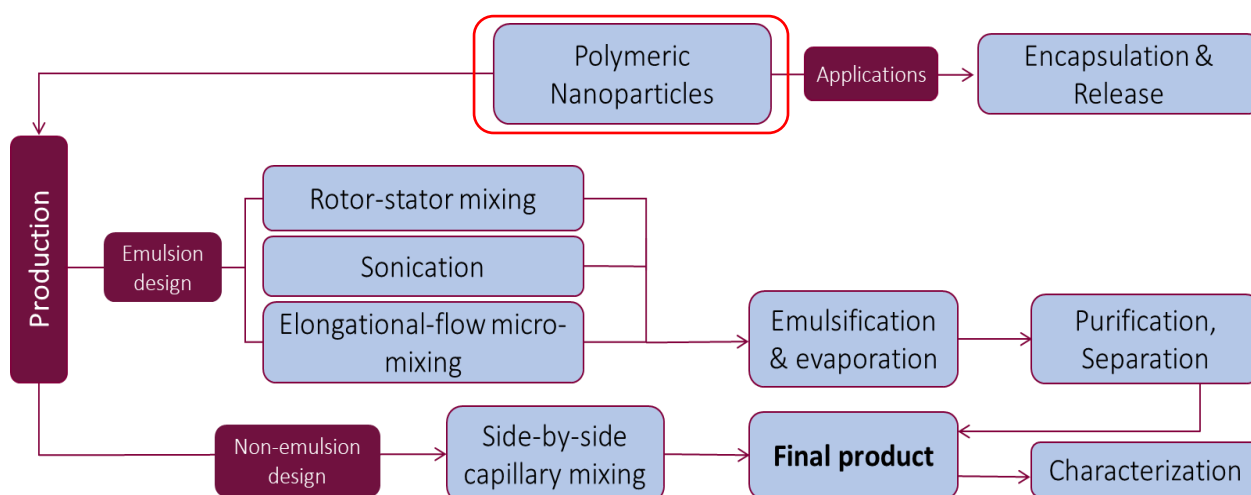 Polymeric
Nanoparticles
Applications
Encapsulation &
Release
Production
Emulsion
design
Rotor-stator mixing
Sonication
Elongational-flow micro-
mixing
Emulsification
& evaporation
Purification,
Separation
Non-emulsion
design
Side-by-side
capillary mixing
Final product
Characterization